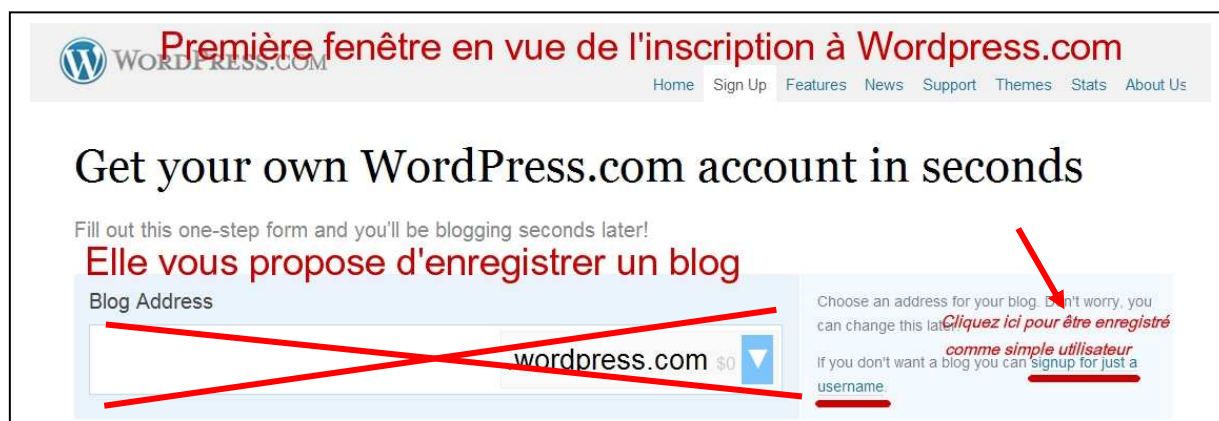 Première fenêtre en vue de l'inscription à Wordpress.com
WORDPRESS.COM
Home Sign Up Features News Support Themes Stats About Us
Get your own WordPress.com account in seconds
Fill out this one-step form and you'll be blogging seconds later!
Elle vous propose d'enregistrer un blog
Blog Address
.wordpress.com $0
Choose an address for your blog. Don't worry, you
can change this later.
Cliquez ici pour être enregistré
comme simple utilisateur
If you don't want a blog you can signup for just a
username.